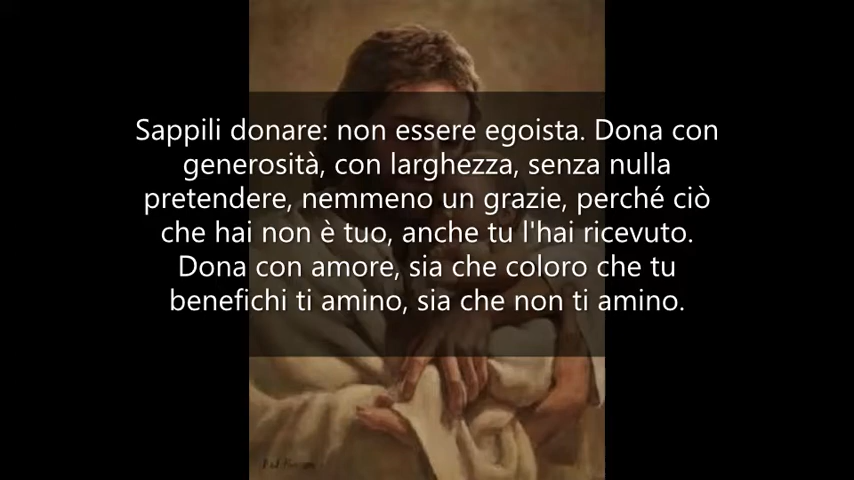 Sappili donare: non essere egoista. Dona con
generosità, con larghezza, senza nulla
pretendere, nemmeno un grazie, perché ciò
che hai non è tuo, anche tu l'hai ricevuto.
Dona con amore, sia che coloro che tu
benefichi ti amino, sia che non ti amino.